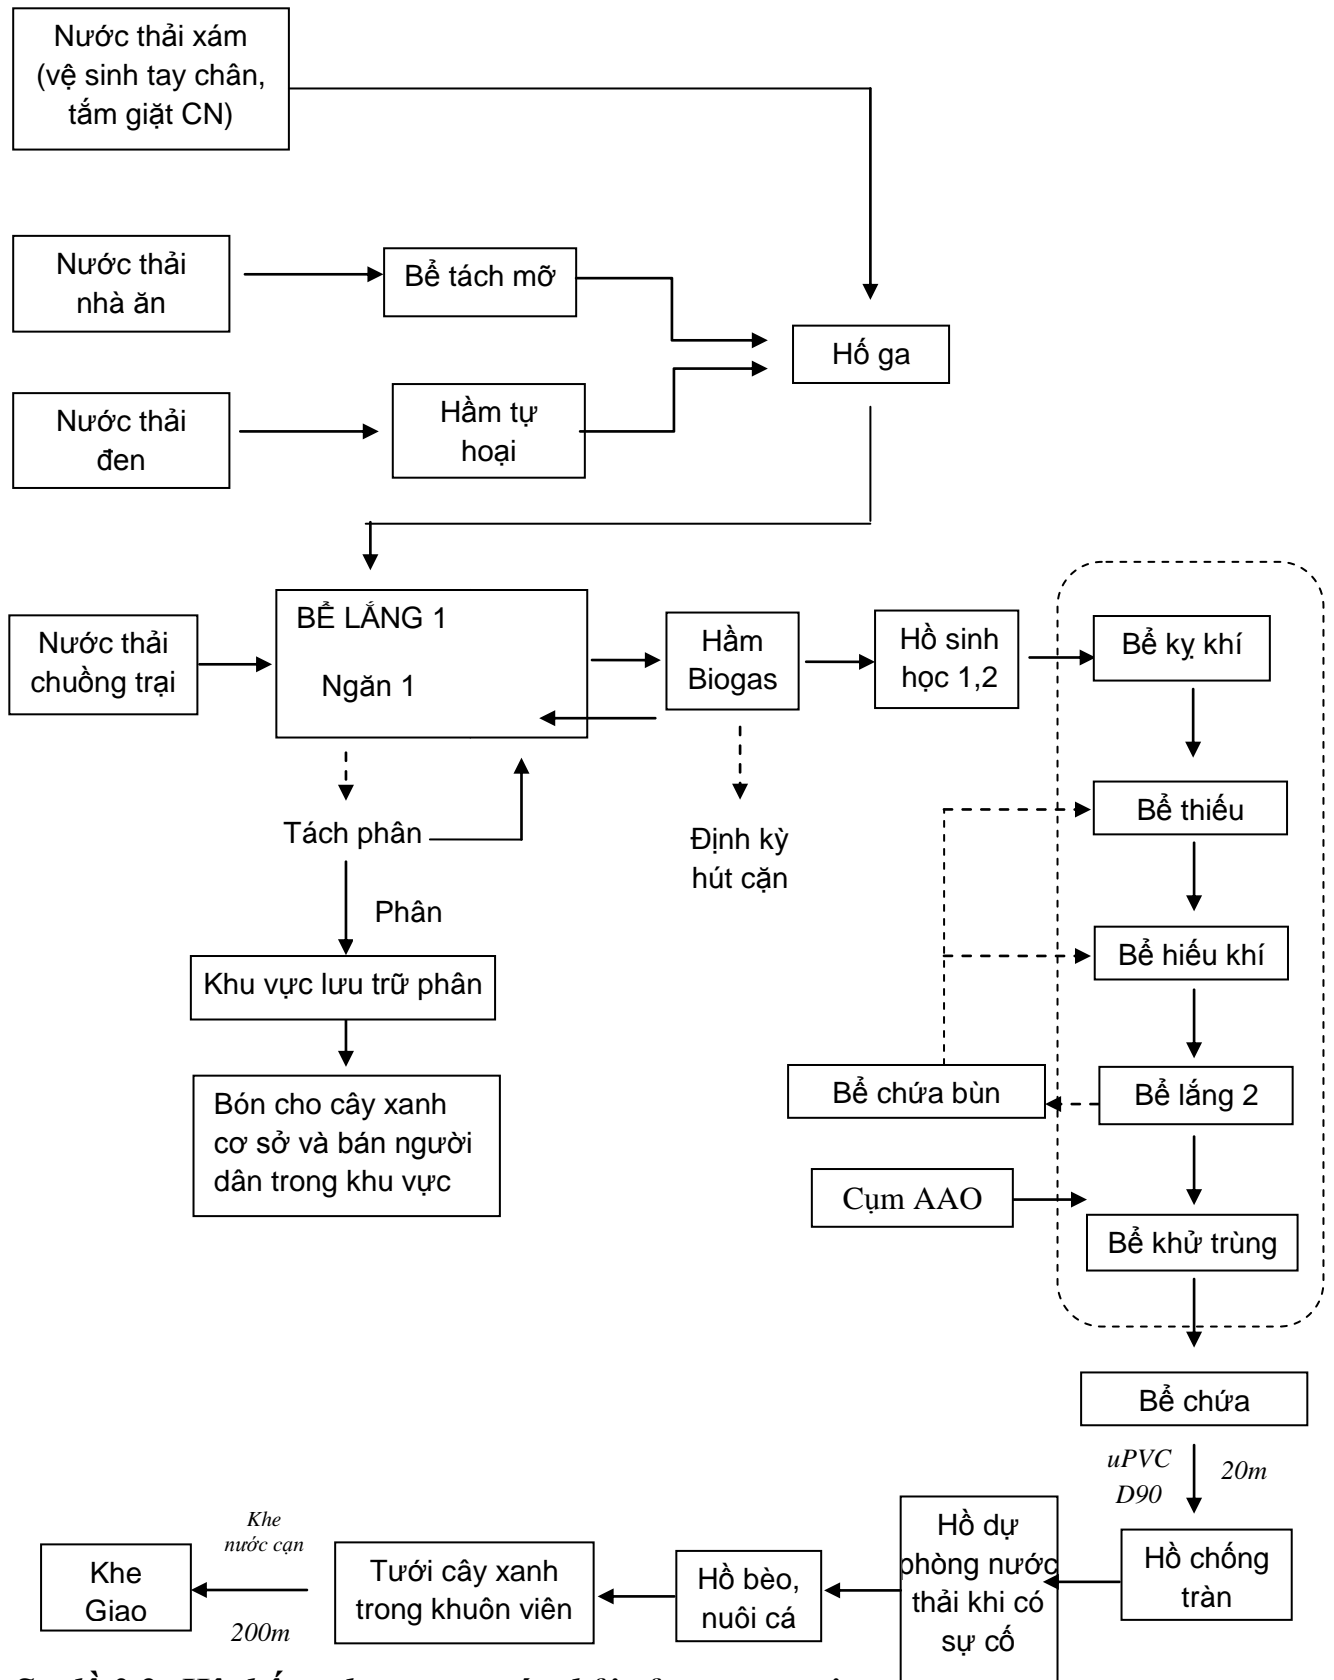 Nước thải xám
(vệ sinh tay chân,
tắm giặt CN)
Nước thải
nhà ăn
Bể tách mỡ
Hố ga
Nước thải
đen
Hầm tự
hoại
Nước thải
chuồng trại
BỂ LẮNG 1
Ngăn 1
Hầm
Biogas
Hồ sinh
học 1,2
Bể kỵ khí
Tách phân
Định kỳ
hút cặn
Bể thiếu
Phân
Khu vực lưu trữ phân
Bể hiếu khí
Bón cho cây xanh
cơ sở và bán người
dân trong khu vực
Bể chứa bùn
Bể lắng 2
Cụm AAO
Bể khử trùng
Bể chứa
uPVC
D90
20m
Hồ chống
tràn
Hồ dự
phòng nước
thải khi có
sự cố
Hồ bèo,
nuôi cá
Tưới cây xanh
trong khuôn viên
Khe
nước cạn
200m
Khe
Giao